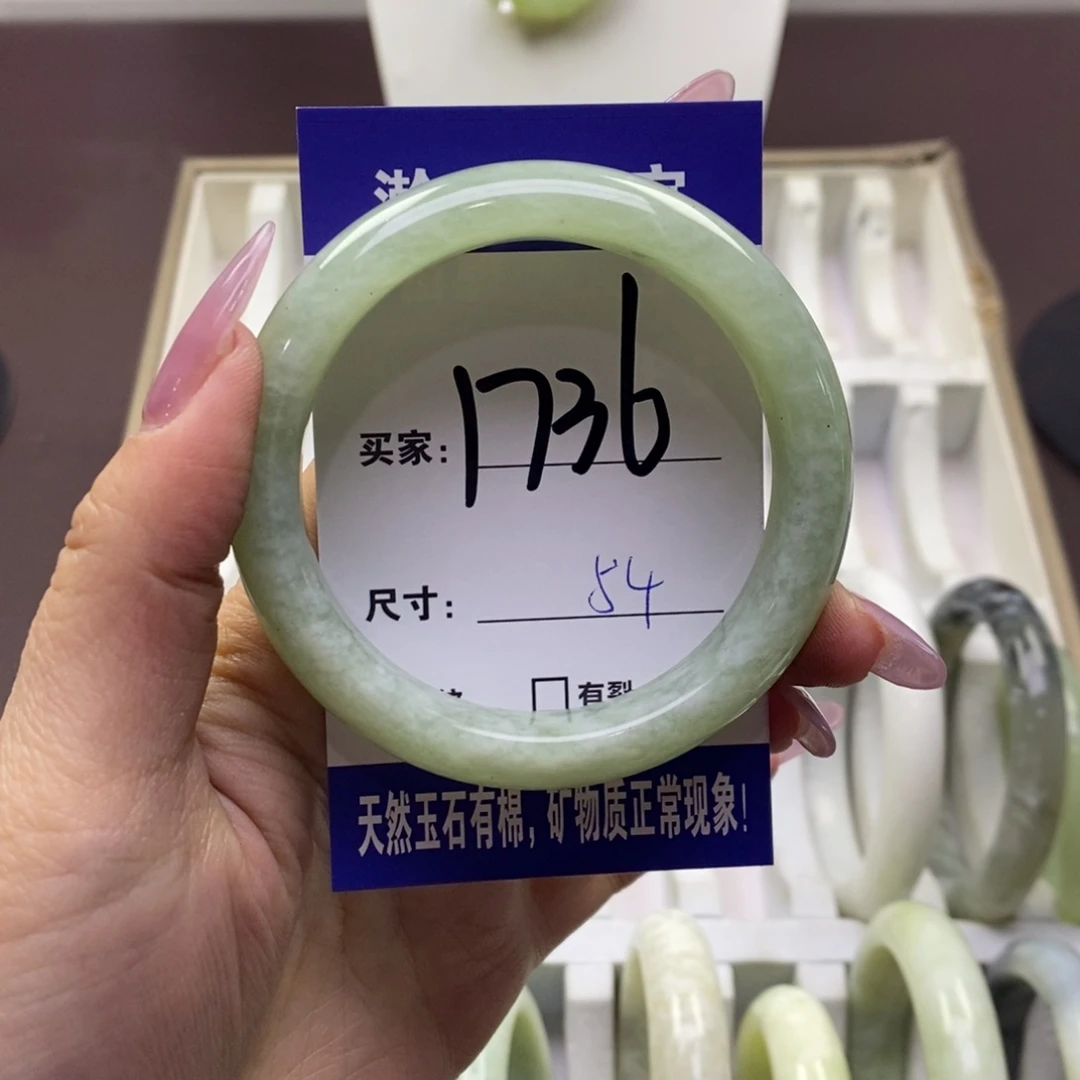 买家: 1736
尺寸: 54
有裂
天然玉石有棉, 矿物质正常现象!